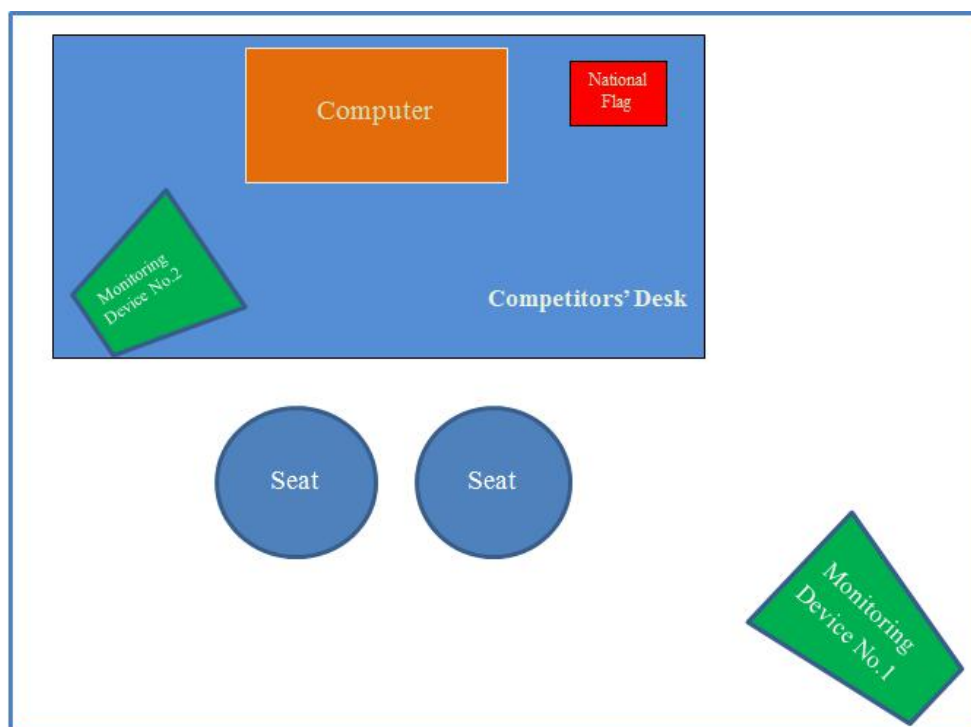 Computer
National
Flag
Monitoring
Device No.2
Competitors' Desk
Seat
Seat
Monitoring
Device No.1